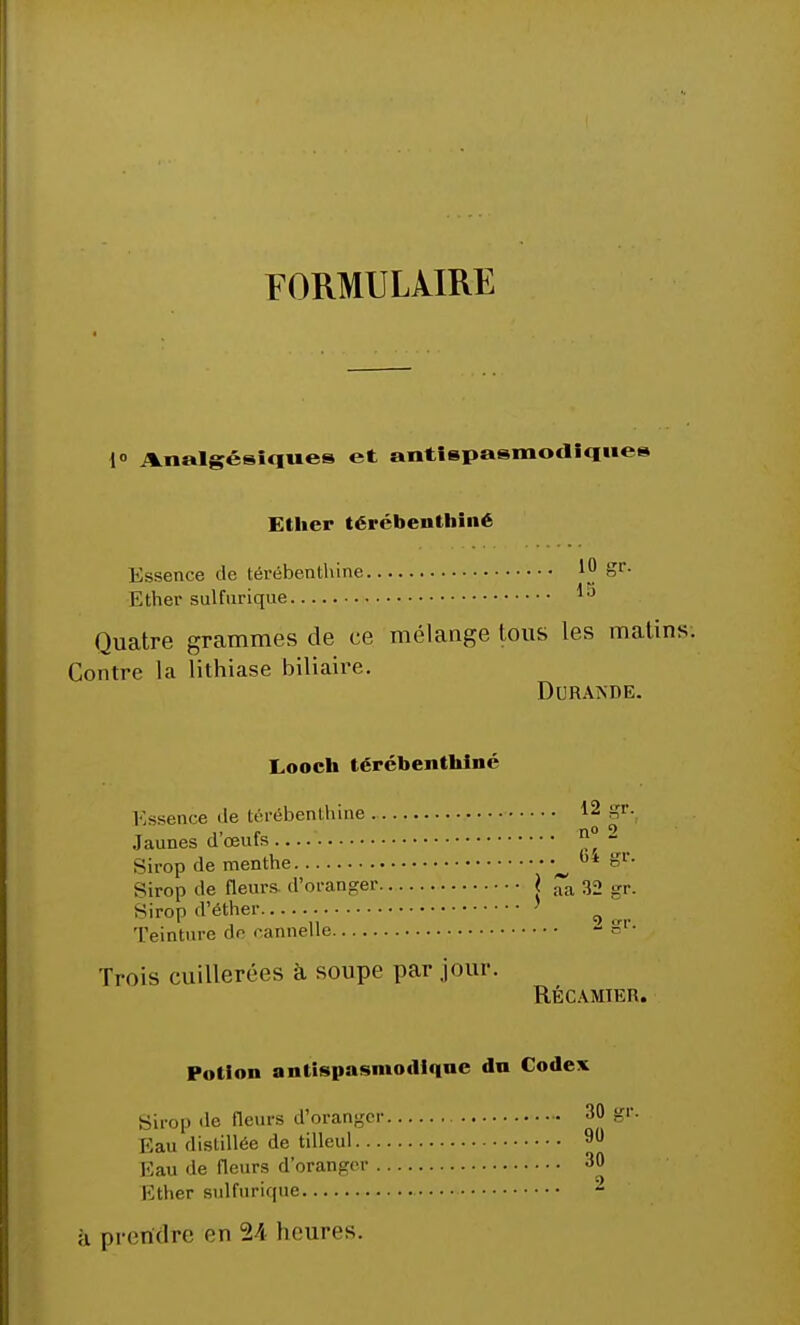 FORMULAIRE
1° Analgésiques et antispasmodiques
Ether térébenthiné
Essence de térébenthine.................... 10 gr.
Ether sulfurique.................... 15
Quatre grammes de ce mélange tous les matins.
Contre la lithiase biliaire.
DURANDE.
Looch térébenthiné
Essence de térébenthine.................... 12 gr.
Jaunes d'œufs.................... n° 2
Sirop de menthe.................... 64 gr.
Sirop de fleurs d'oranger.................... } āa 32 gr.
Sirop d'éther....................
Teinture de cannelle.................... 2 gr.
Trois cuillerées à soupe par jour.
RÉCAMIER.
Potion antispasmodique du Codex
Sirop de fleurs d'oranger.................... 30 gr.
Eau distillée de tilleul.................... 90
Eau de fleurs d'oranger.................... 30
Ether sulfurique.................... 2
à prendre en 24 heures.